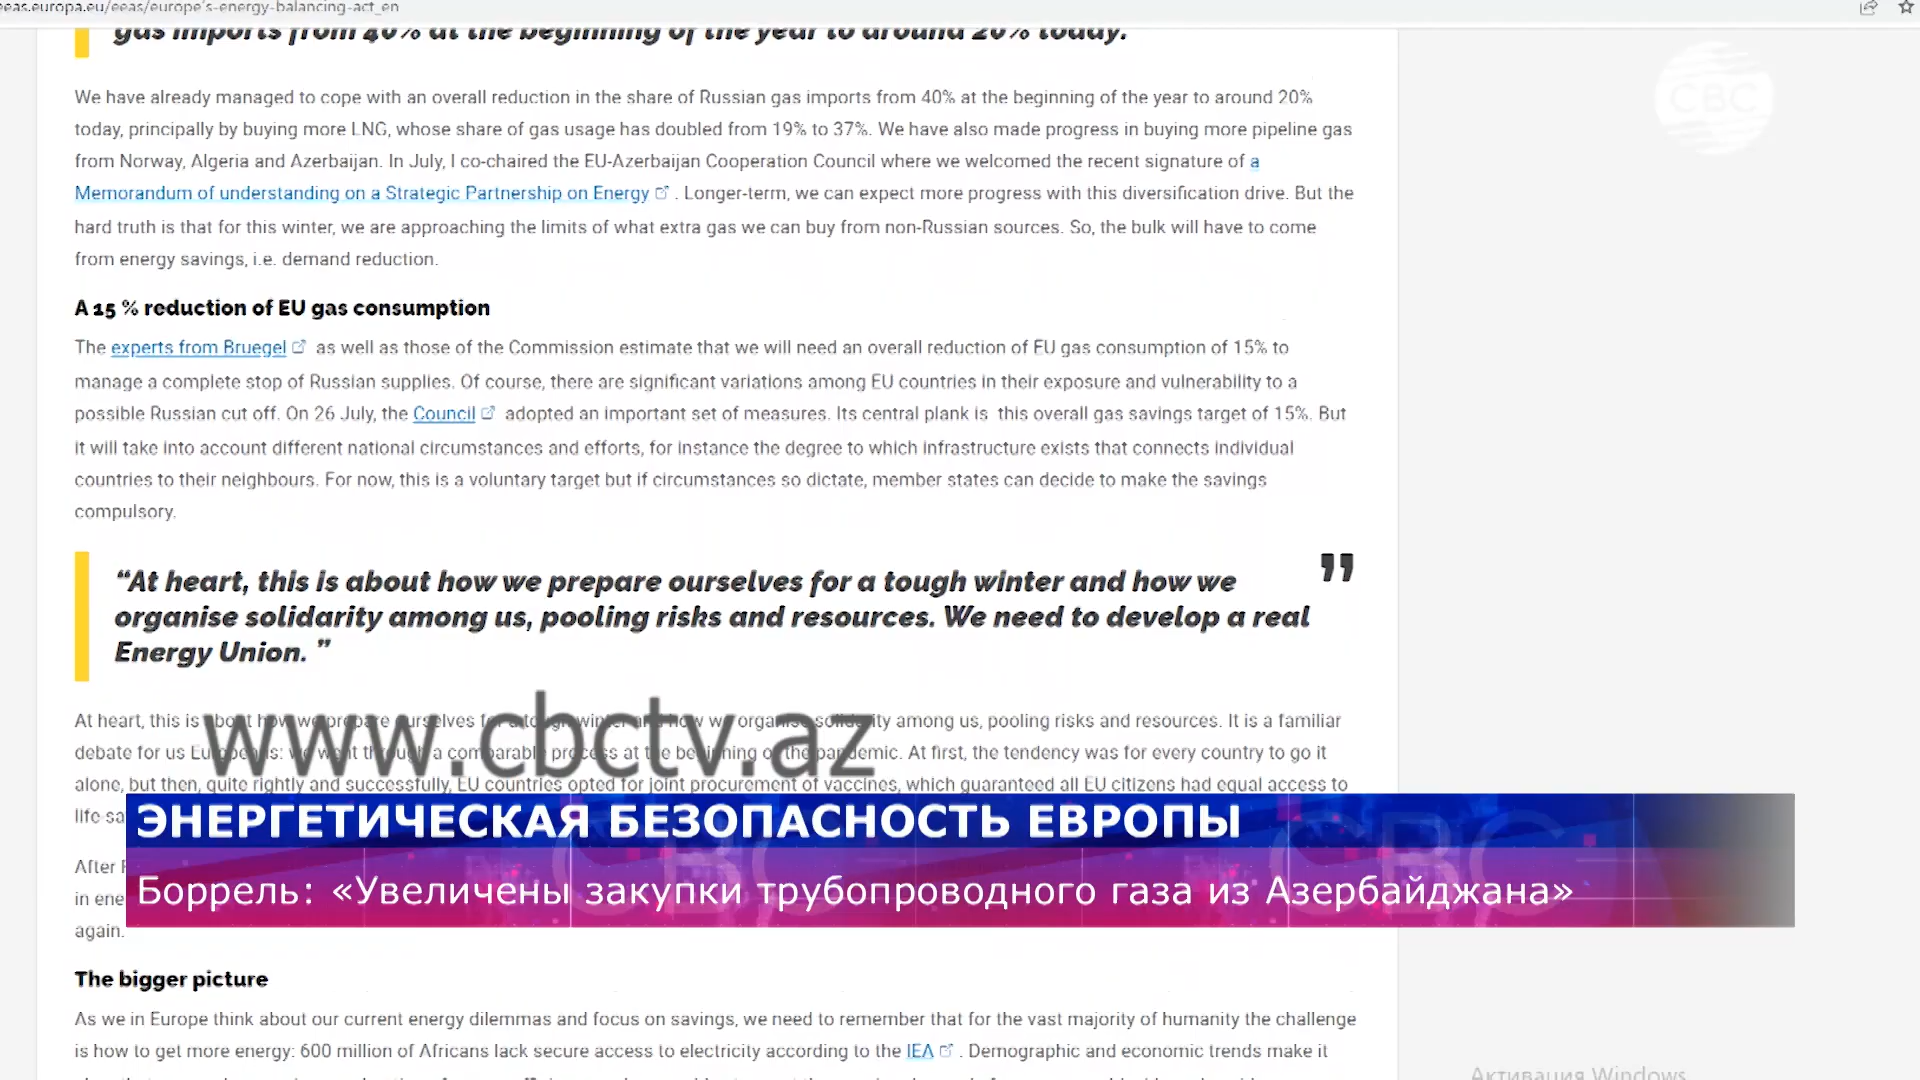 eeas.europa.eu/eeas/europe's-energy-balancing-act_en
gas imports from 40% at the beginning of the year to around 20% today.
CBC
We have already managed to cope with an overall reduction in the share of Russian gas imports from 40% at the beginning of the year to around 20%
today, principally by buying more LNG, whose share of gas usage has doubled from 19% to 37%. We have also made progress in buying more pipeline gas
from Norway, Algeria and Azerbaijan. In July, I co-chaired the EU-Azerbaijan Cooperation Council where we welcomed the recent signature of a
Memorandum of understanding on a Strategic Partnership on Energy . Longer-term, we can expect more progress with this diversification drive. But the
hard truth is that for this winter, we are approaching the limits of what extra gas we can buy from non-Russian sources. So, the bulk will have to come
from energy savings, i.e. demand reduction.
A 15 % reduction of EU gas consumption
The experts from Bruegel as well as those of the Commission estimate that we will need an overall reduction of EU gas consumption of 15% to
manage a complete stop of Russian supplies. Of course, there are significant variations among EU countries in their exposure and vulnerability to a
possible Russian cut off. On 26 July, the Council adopted an important set of measures. Its central plank is this overall gas savings target of 15%. But
it will take into account different national circumstances and efforts, for instance the degree to which infrastructure exists that connects individual
countries to their neighbours. For now, this is a voluntary target but if circumstances so dictate, member states can decide to make the savings
compulsory.
“At heart, this is about how we prepare ourselves for a tough winter and how we
organise solidarity among us, pooling risks and resources. We need to develop a real
Energy Union. ”
”
At heart, this is about how we prepare ourselves for a tough winter and how we organise solidarity among us, pooling risks and resources. It is a familiar
www.cbctv.az
debate for us Europeans: we went through a comparable process at the beginning of the pandemic. At first, the tendency was for every country to go it
alone, but then, quite rightly and successfully, EU countries opted for joint procurement of vaccines, which guaranteed all EU citizens had equal access to
ЭНЕРГЕТИЧЕСКАЯ БЕЗОПАСНОСТЬ ЕВРОПЫ
After
Боррель: «Увеличены закупки трубопроводного газа из Азербайджана»
in
again.
The bigger picture
As we in Europe think about our current energy dilemmas and focus on savings, we need to remember that for the vast majority of humanity the challenge
is how to get more energy: 600 million of Africans lack secure access to electricity according to the IEA . Demographic and economic trends make it
Активация Windows